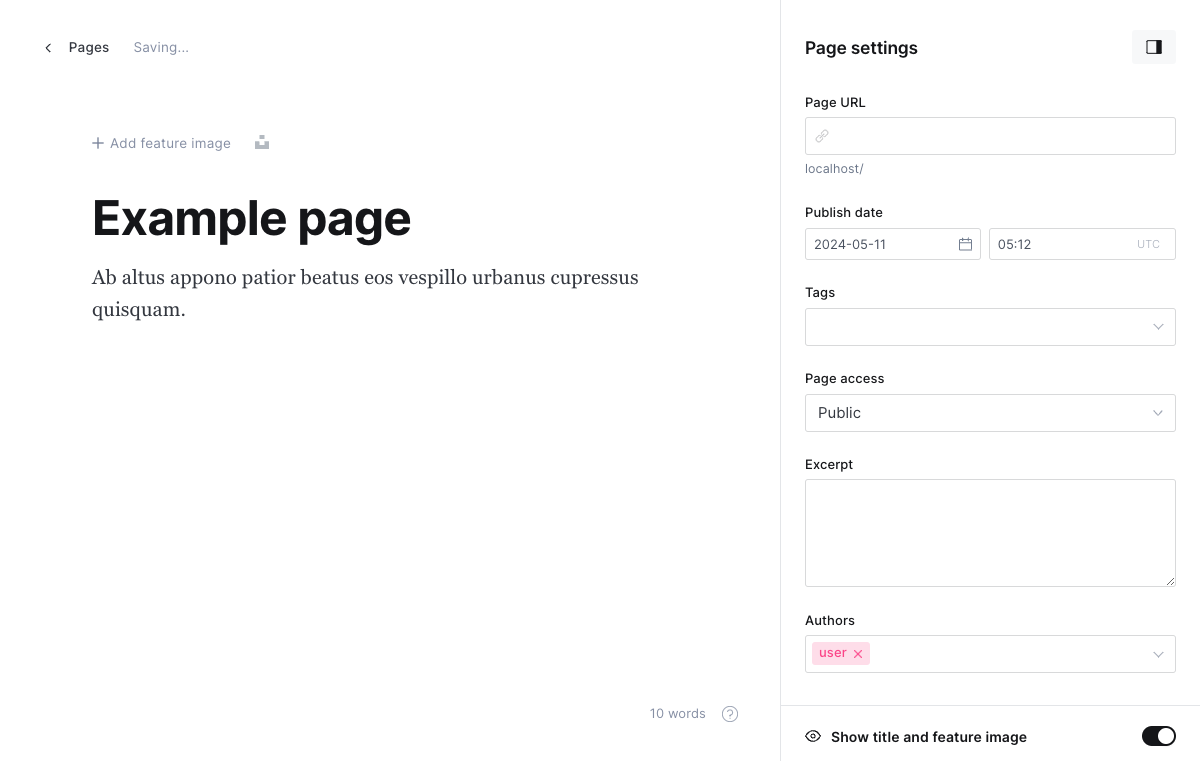 Pages Saving...
Page settings
Add feature image
Example page
Ab altus appono patior beatus eos vespillo urbanus cupressus
quisquam.
10 words
Page URL
localhost/
Publish date
2024-05-11 05:12 UTC
Tags
Page access
Public
Excerpt
Authors
user
Show title and feature image